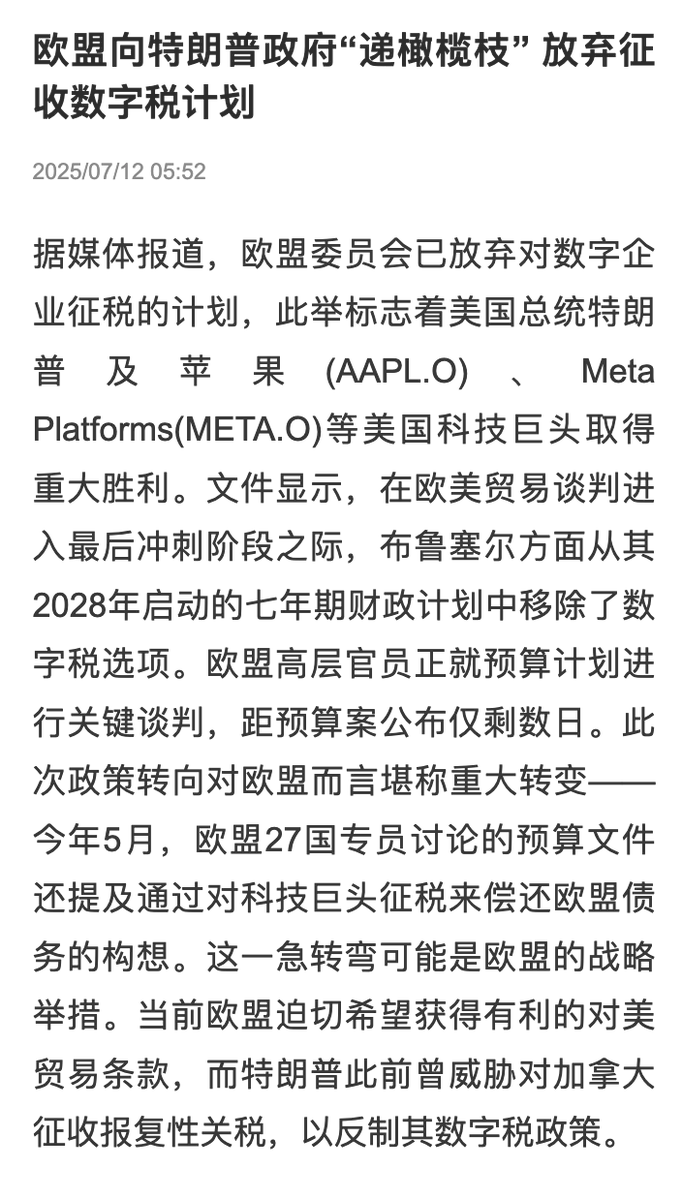 欧盟向特朗普政府“递橄榄枝” 放弃征
收数字税计划
2025/07/12 05:52
据媒体报道，欧盟委员会已放弃对数字企
业征税的计划，此举标志着美国总统特朗
普及苹果(AAPL.O)、Meta
Platforms(META.O)等美国科技巨头取得
重大胜利。文件显示，在欧美贸易谈判进
入最后冲刺阶段之际，布鲁塞尔方面从其
2028年启动的七年期财政计划中移除了数
字税选项。欧盟高层官员正就预算计划进
行关键谈判，距预算案公布仅剩数日。此
次政策转向对欧盟而言堪称重大转变——
今年5月，欧盟27国专员讨论的预算文件
还提及通过对科技巨头征税来偿还欧盟债
务的构想。这一急转弯可能是欧盟的战略
举措。当前欧盟迫切希望获得有利的对美
贸易条款，而特朗普此前曾威胁对加拿大
征收报复性关税，以反制其数字税政策。